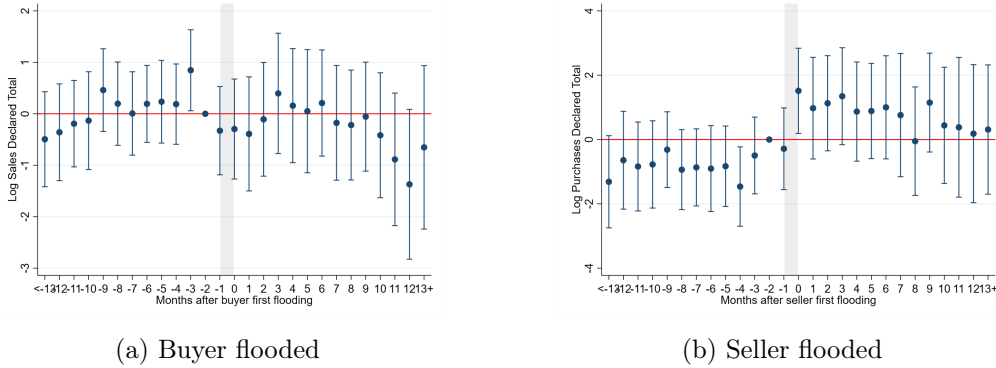 Log Sales Declared Total
2
1
0
-1
-2
-3
<-13-12-11-10 -9 -8 -7 -6 -5 -4 -3 -2 -1 0 1 2 3 4 5 6 7 8 9 10 11 12 13+
Months after buyer first flooding
(a) Buyer flooded
Log Purchases Declared Total
4
2
0
-2
-4
<-13-12-11-10 -9 -8 -7 -6 -5 -4 -3 -2 -1 0 1 2 3 4 5 6 7 8 9 10 11 12 13+
Months after seller first flooding
(b) Seller flooded